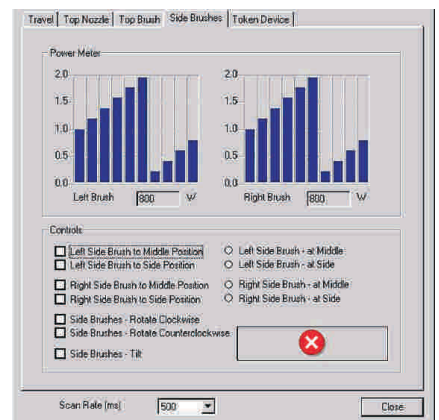 Travel Top Nozzle Top Brush Side Brushes Token Device
Power Meter
2.0 2.0
1.5 1.5
1.0 1.0
0.5 0.5
0.0 0.0
Left Brush 800 W Right Brush 800 W
Controls
Left Side Brush to Middle Position Left Side Brush - at Middle
Left Side Brush to Side Position Left Side Brush - at Side
Right Side Brush to Middle Position Right Side Brush - at Middle
Right Side Brush to Side Position Right Side Brush - at Side
Side Brushes - Rotate Clockwise
Side Brushes - Rotate Counterclockwise
Side Brushes - Tilt
Scan Rate (ms) 500 Close